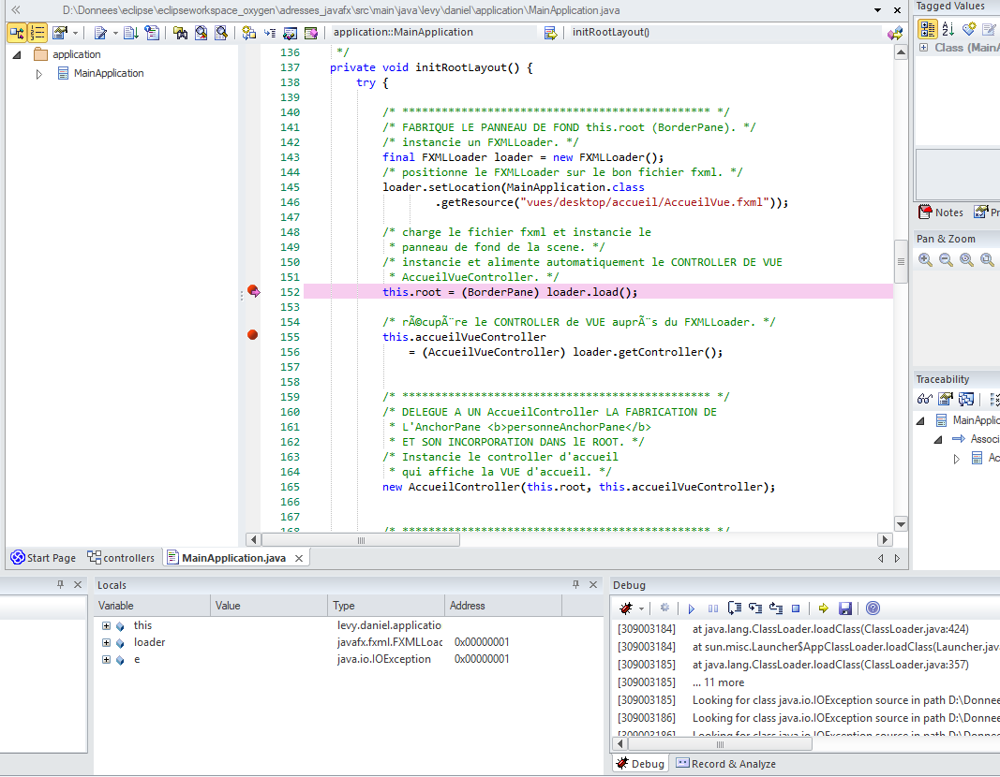 D:\Donnees\eclipse\eclipseworkspace_oxygen\adresses_javafx\src\main\java\levy\daniel\application\MainApplication.java
Tagged Values
application::MainApplication
initRootLayout()
application
MainApplication
Class (MainA
136 */
137 private void initRootLayout() {
138 try {
139
140 /* *********************************************** */
141 /* FABRIQUE LE PANNEAU DE FOND this.root (BorderPane). */
142 /* instancie un FXMLLoader. */
143 final FXMLLoader loader = new FXMLLoader();
144 /* positionne le FXMLLoader sur le bon fichier fxml. */
145 loader.setLocation(MainApplication.class
146 .getResource("vues/desktop/accueil/AccueilVue.fxml"));
147
148 /* charge le fichier fxml et instancie le
149 * panneau de fond de la scene. */
150 /* instancie et alimente automatiquement le CONTROLLER DE VUE
151 * AccueilVueController. */
152 this.root = (BorderPane) loader.load();
153
154 /* rÃ©cupÃ¨re le CONTROLLER de VUE auprÃ¨s du FXMLLoader. */
155 this.accueilVueController
156 = (AccueilVueController) loader.getController();
157
158
159 /* *********************************************** */
160 /* DELEGUE A UN AccueilController LA FABRICATION DE
161 * L'AnchorPane <b>personneAnchorPane</b>
162 * ET SON INCORPORATION DANS lE ROOT. */
163 /* Instancie le controller d'accueil
164 * qui affiche la VUE d'accueil. */
165 new AccueilController(this.root, this.accueilVueController);
166
167
168 /* *********************************************** */
Notes
Pr
Pan & Zoom
Traceability
MainApplic
Associ
Ac
Start Page
controllers
MainApplication.java
Locals
Variable Value Type Address
this levy.daniel.applicatio
loader javafx.fxml.FXMLLoac 0x00000001
e java.io.IOException 0x00000001
Debug
[309003184] at java.lang.ClassLoader.loadClass(ClassLoader.java:424)
[309003184] at sun.misc.Launcher$AppClassLoader.loadClass(Launcher.java
[309003185] at java.lang.ClassLoader.loadClass(ClassLoader.java:357)
[309003185] ... 11 more
[309003185] Looking for class java.io.IOException source in path D:\Donnee
[309003186] Looking for class java.io.IOException source in path D:\Donnee
[309003186] Looking for class java.io.IOException source in path D:\Donnee
Debug
Record & Analyze